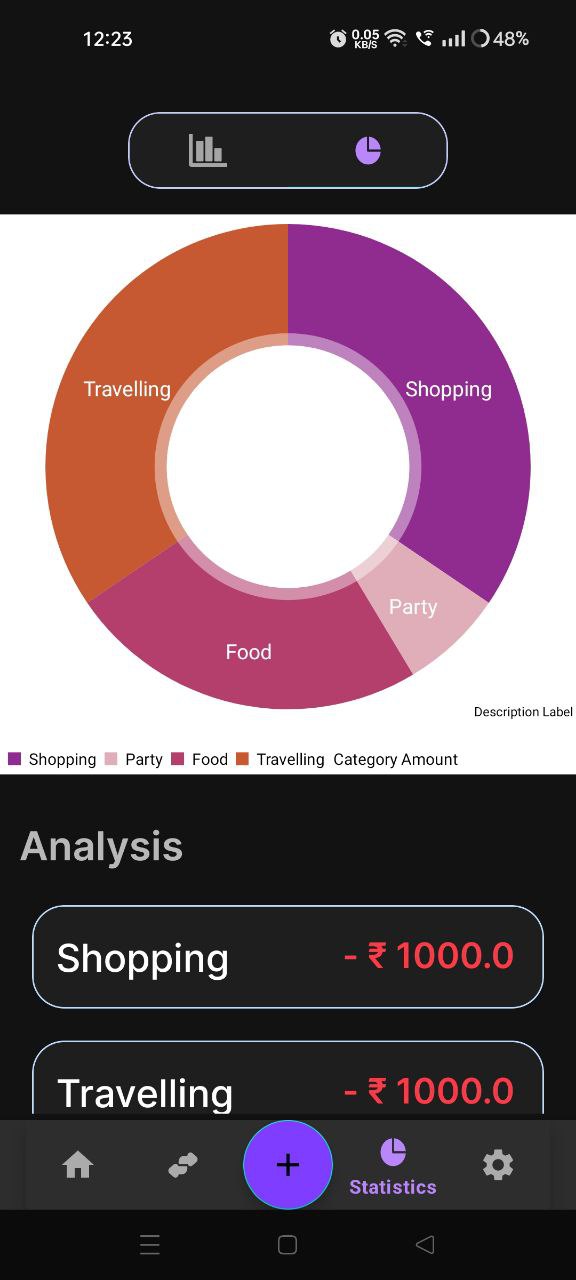 12:23 0.05 KB/S 48%
Travelling Shopping
Party
Food
Description Label
Shopping Party Food Travelling Category Amount
Analysis
Shopping - ₹ 1000.0
Travelling - ₹ 1000.0
Statistics